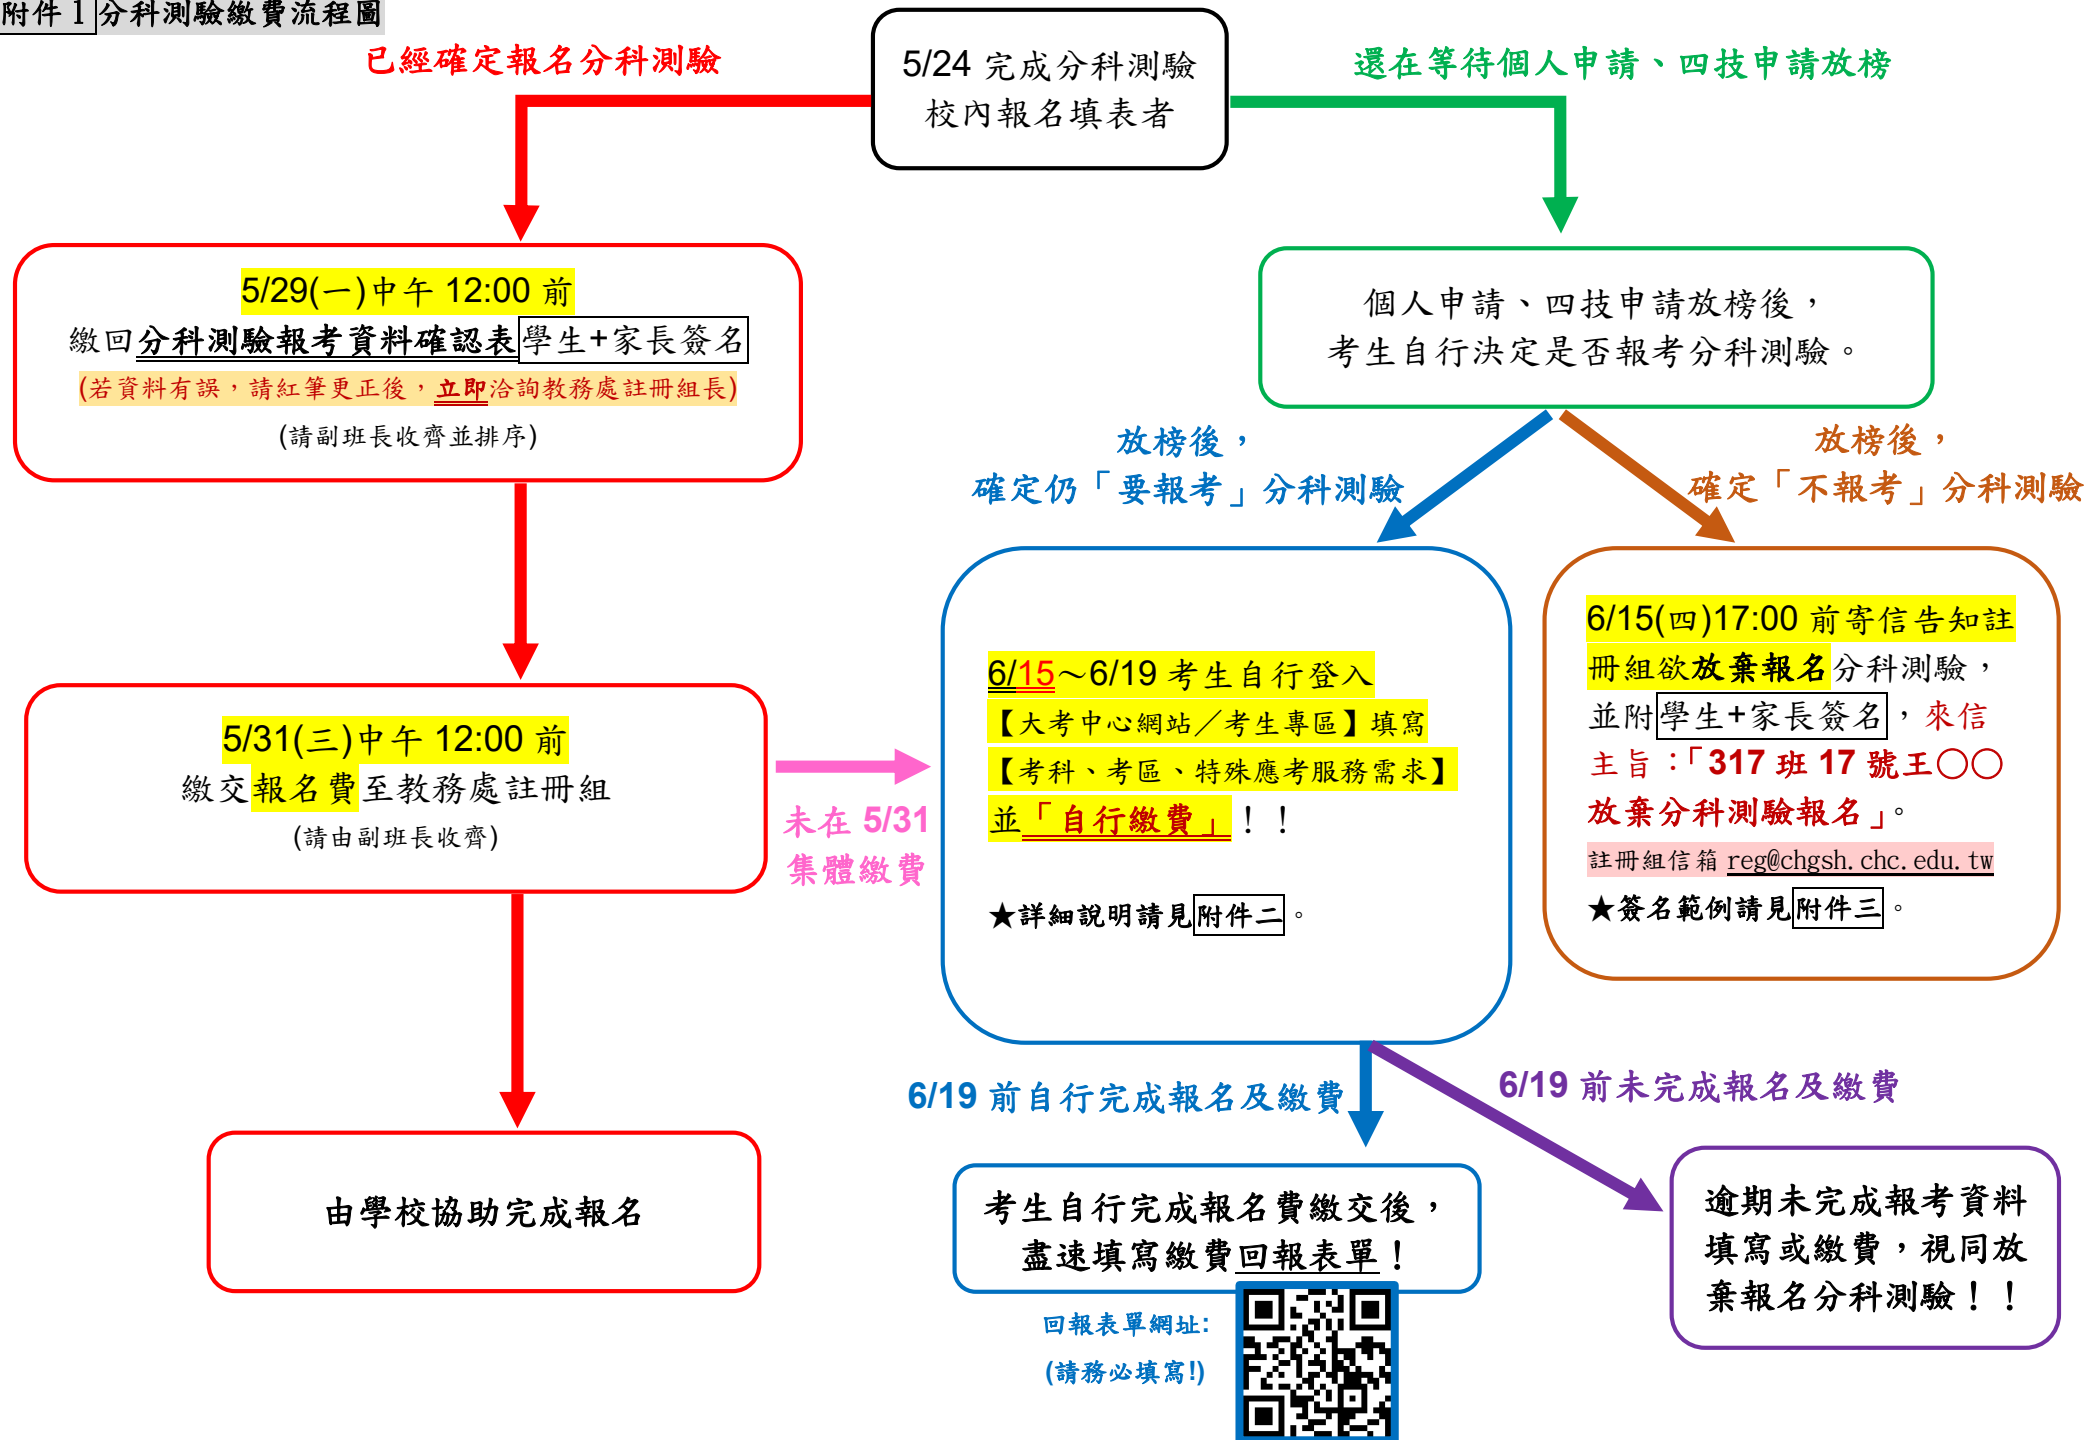 附件 1 分科測驗繳費流程圖
已經確定報名分科測驗
5/24 完成分科測驗
校內報名填表者
還在等待個人申請、四技申請放榜
5/29(一)中午 12:00 前
繳回分科測驗報考資料確認表學生+家長簽名
(若資料有誤，請紅筆更正後，立即洽詢教務處註冊組長)
(請副班長收齊並排序)
個人申請、四技申請放榜後，
考生自行決定是否報考分科測驗。
放榜後，
確定仍「要報考」分科測驗
放榜後，
確定「不報考」分科測驗
5/31(三)中午 12:00 前
繳交報名費至教務處註冊組
(請由副班長收齊)
未在 5/31
集體繳費
6/15～6/19 考生自行登入
【大考中心網站／考生專區】填寫
【考科、考區、特殊應考服務需求】
並「自行繳費」！！
★詳細說明請見附件二。
6/15(四)17:00 前寄信告知註
冊組欲放棄報名分科測驗，
並附學生+家長簽名，來信
主旨：「317 班 17 號王○○
放棄分科測驗報名」。
註冊組信箱 reg@chgsh.chc.edu.tw
★簽名範例請見附件三。
6/19 前自行完成報名及繳費
6/19 前未完成報名及繳費
由學校協助完成報名
考生自行完成報名費繳交後，
盡速填寫繳費回報表單！
回報表單網址:
(請務必填寫!)
逾期未完成報考資料
填寫或繳費，視同放
棄報名分科測驗！！